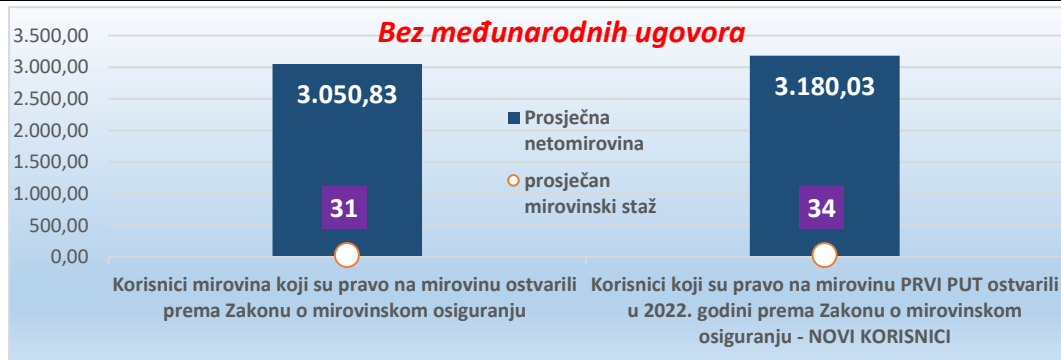 Bez međunarodnih ugovora
3.500,00
3.000,00
2.500,00
2.000,00
1.500,00
1.000,00
500,00
0,00
3.050,83
3.180,03
Prosječna
netomirovina
prosječan
mirovinski staž
31
34
Korisnici mirovina koji su pravo na mirovinu ostvarili
prema Zakonu o mirovinskom osiguranju
Korisnici koji su pravo na mirovinu PRVI PUT ostvarili
u 2022. godini prema Zakonu o mirovinskom
osiguranju - NOVI KORISNICI